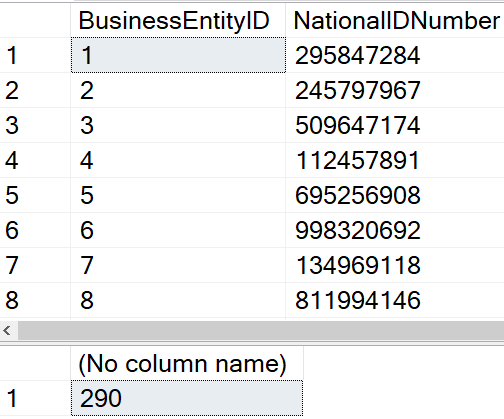 BusinessEntityID NationalIDNumber
1 1 295847284
2 2 245797967
3 3 509647174
4 4 112457891
5 5 695256908
6 6 998320692
7 7 134969118
8 8 811994146
(No column name)
1 290